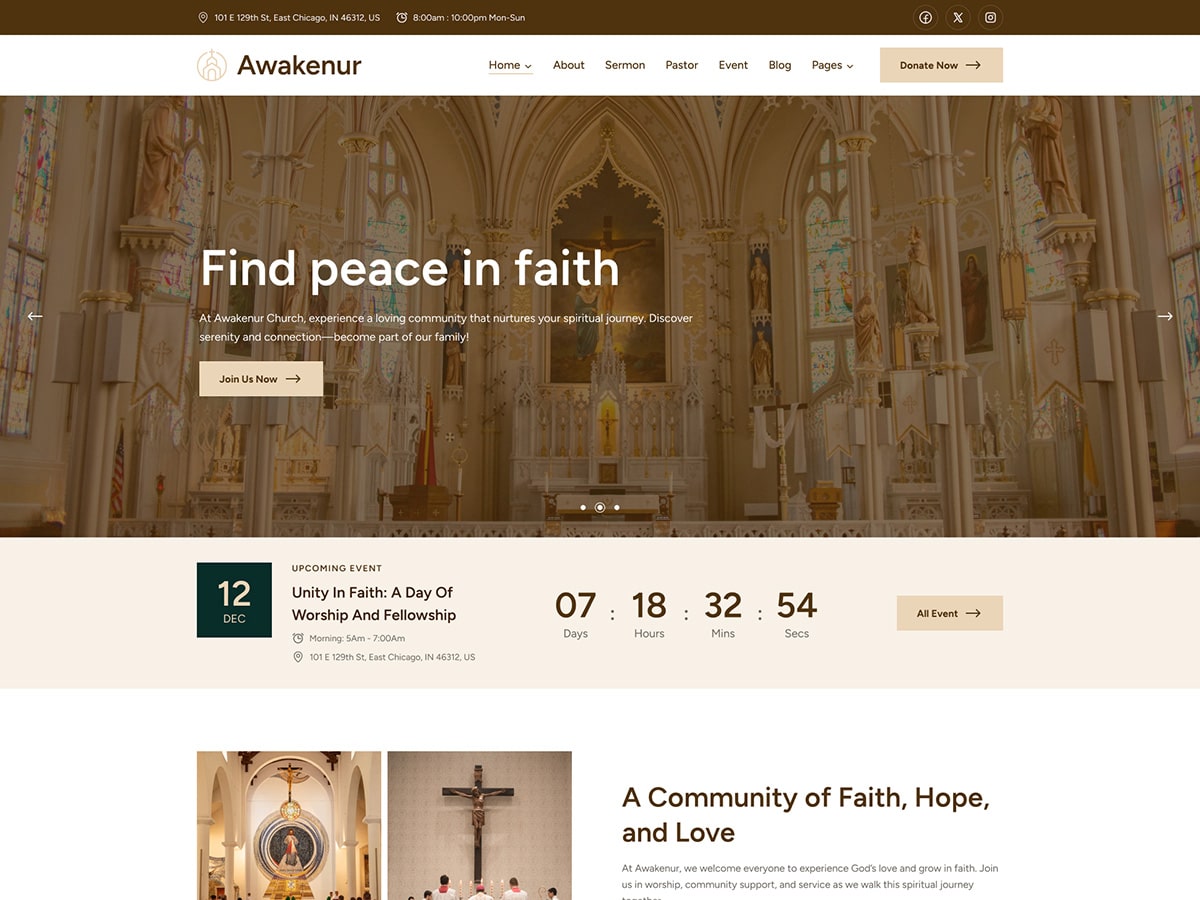 101 E 129th St, East Chicago, IN 46312, US
8:00am : 10:00pm Mon-Sun
Awakenur
Home
About
Sermon
Pastor
Event
Blog
Pages
Donate Now
Find peace in faith
At Awakenur Church, experience a loving community that nurtures your spiritual journey. Discover
serenity and connection—become part of our family!
Join Us Now
12
DEC
UPCOMING EVENT
Unity In Faith: A Day Of
Worship And Fellowship
Morning: 5Am - 7:00Am
101 E 129th St, East Chicago, IN 46312, US
07 : 18 : 32 : 54
Days Hours Mins Secs
All Event
A Community of Faith, Hope,
and Love
At Awakenur, we welcome everyone to experience God's love and grow in faith. Join
us in worship, community support, and service as we walk this spiritual journey
together